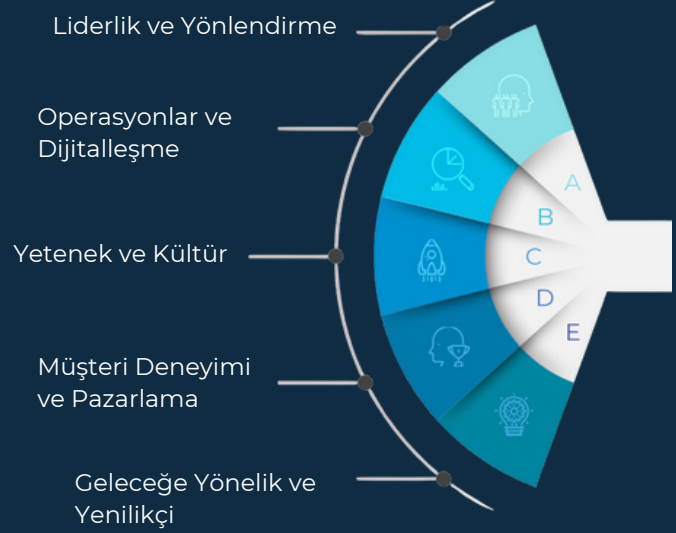 Liderlik ve Yönlendirme
Operasyonlar ve
Dijitalleşme
Yetenek ve Kültür
Müşteri Deneyimi
ve Pazarlama
Geleceğe Yönelik ve
Yenilikçi
A
B
C
D
E